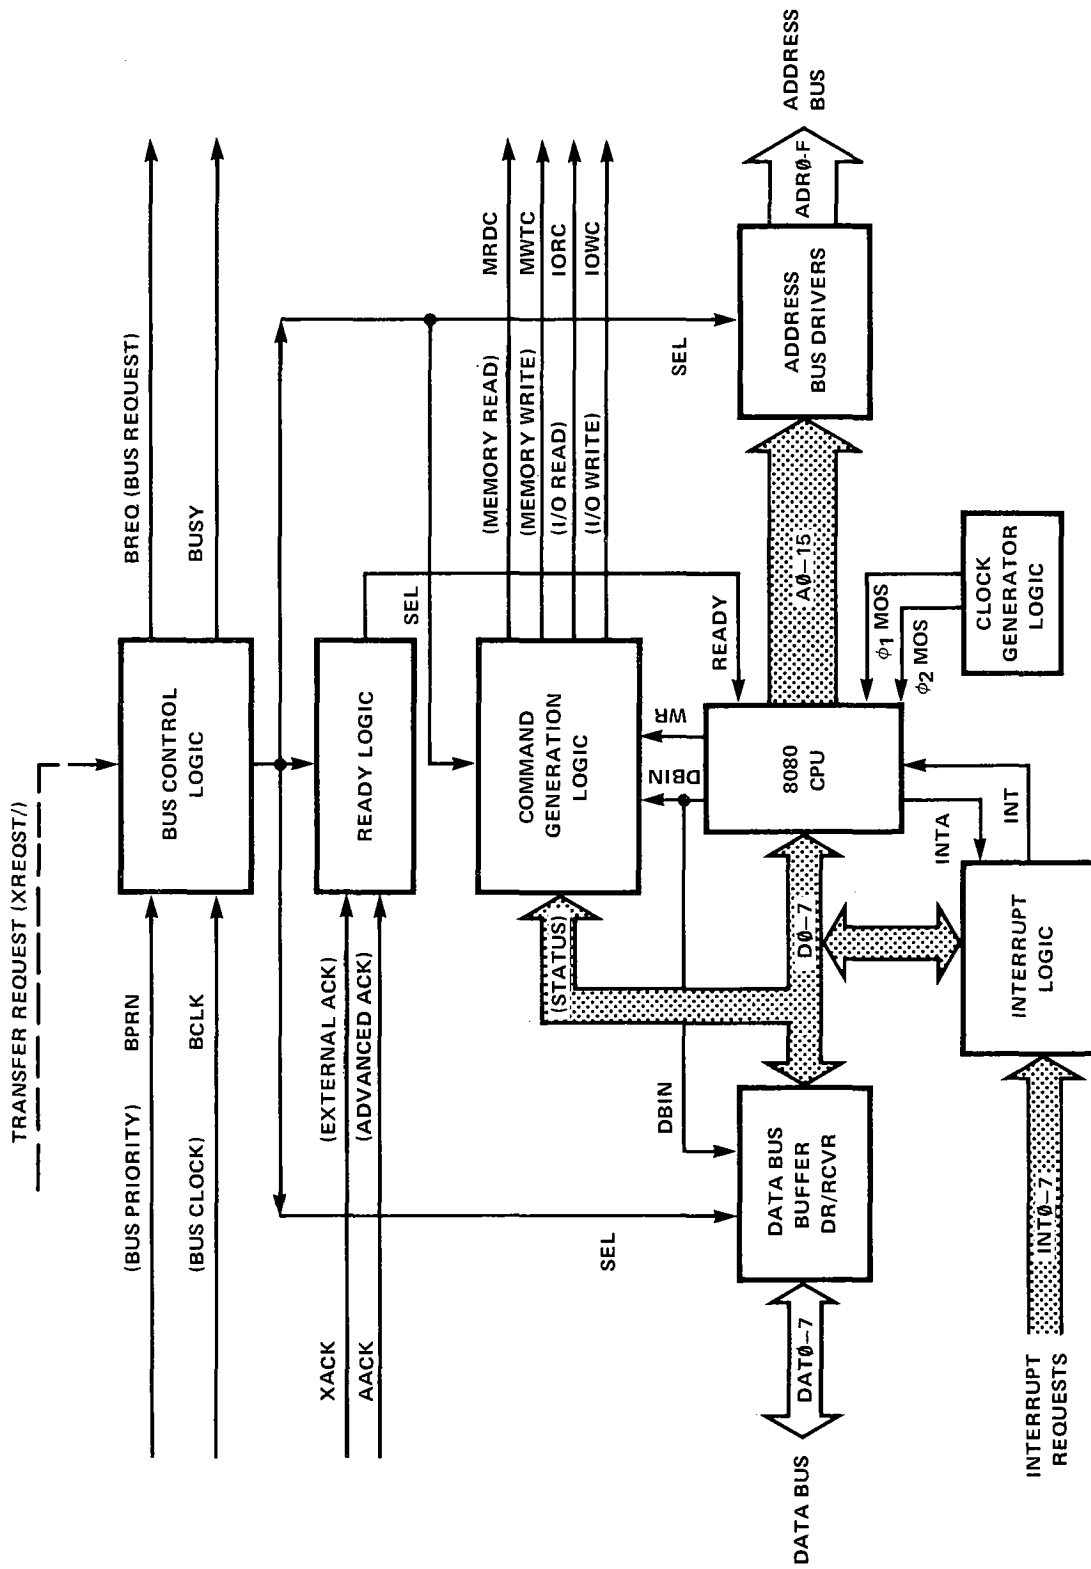 TRANSFER REQUEST (XREQST/)
(BUS PRIORITY) BPRN
(BUS CLOCK) BCLK
BUS CONTROL
LOGIC
BREQ (BUS REQUEST)
BUSY
XACK (EXTERNAL ACK)
AACK (ADVANCED ACK)
READY LOGIC
SEL
SEL
(STATUS)
COMMAND
GENERATION
LOGIC
(MEMORY READ) MRDC
(MEMORY WRITE) MWTC
(I/O READ) IORC
(I/O WRITE) IOWC
DBIN
DBIN
WR
READY
SEL
DATA BUS
DATØ–7
DATA BUS
BUFFER
DR/RCVR
DØ–7
8080
CPU
AØ–15
ADDRESS
BUS DRIVERS
ADRØ-F
ADDRESS
BUS
ϕ1 MOS
ϕ2 MOS
INTA
INT
INTERRUPT
REQUESTS
INTØ–7
INTERRUPT
LOGIC
CLOCK
GENERATOR
LOGIC